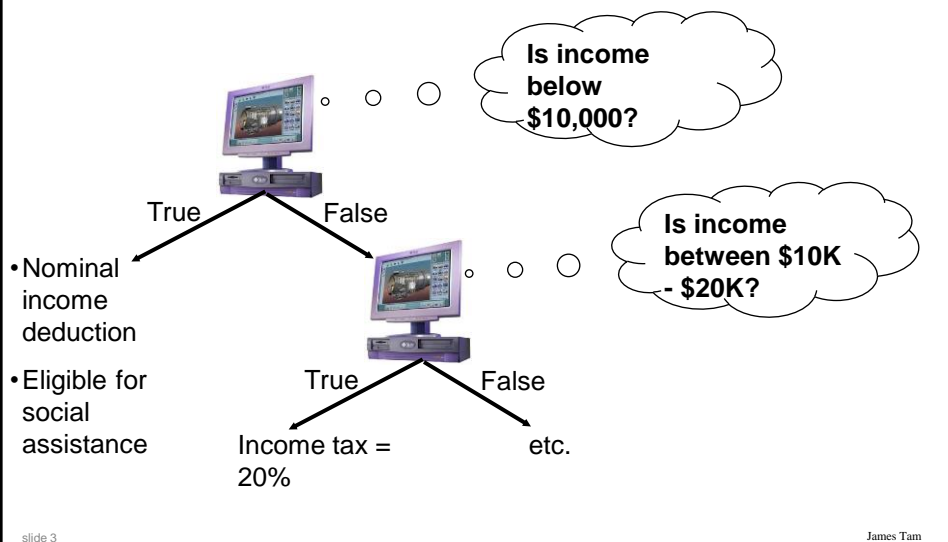 Is income
below
$10,000?
True
False
Is income
between $10K
- $20K?
•Nominal
income
deduction
•Eligible for
social
assistance
True
False
Income tax =
20%
etc.
slide 3
James Tam